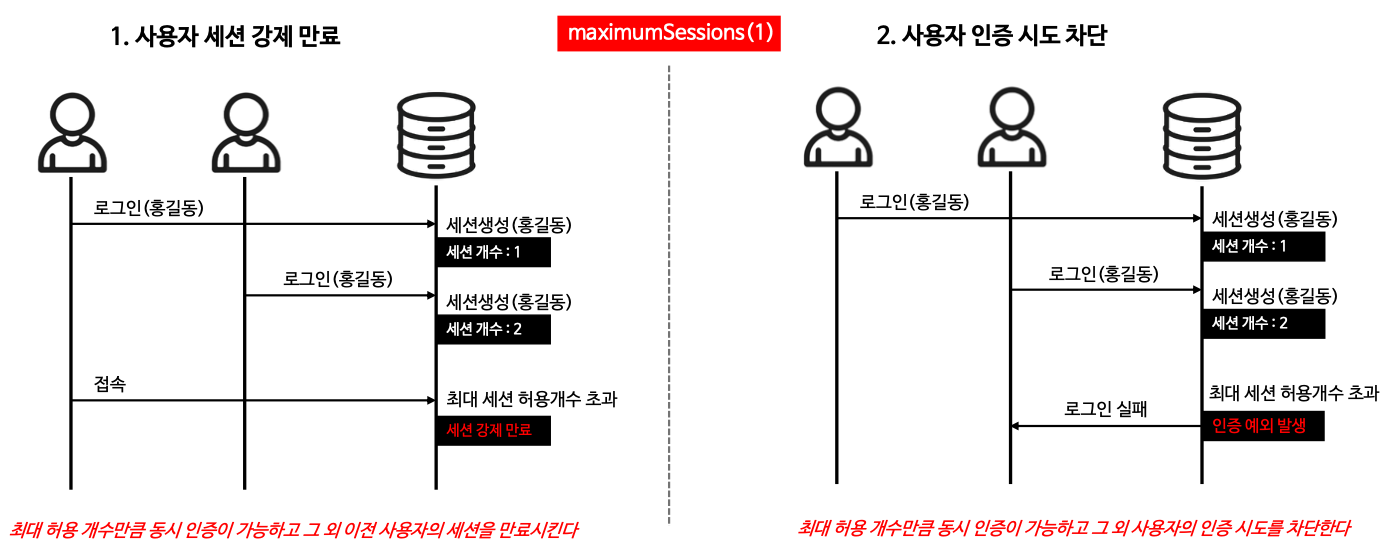 maximumSessions(1)
1. 사용자 세션 강제 만료
로그인(홍길동)
세션생성(홍길동)
세션 개수 : 1
로그인(홍길동)
세션생성(홍길동)
세션 개수 : 2
접속
최대 세션 허용개수 초과
세션 강제 만료
최대 허용 개수만큼 동시 인증이 가능하고 그 외 이전 사용자의 세션을 만료시킨다
2. 사용자 인증 시도 차단
로그인(홍길동)
세션생성(홍길동)
세션 개수 : 1
로그인(홍길동)
세션생성(홍길동)
세션 개수 : 2
최대 세션 허용개수 초과
로그인 실패
인증 예외 발생
최대 허용 개수만큼 동시 인증이 가능하고 그 외 사용자의 인증 시도를 차단한다